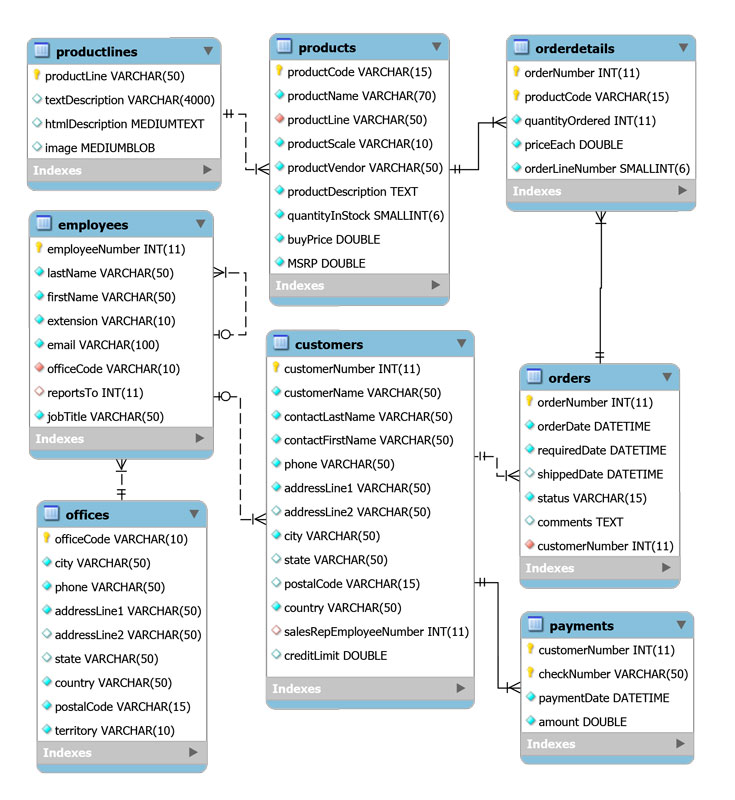 productlines
productLine VARCHAR(50)
textDescription VARCHAR(4000)
htmlDescription MEDIUMTEXT
image MEDIUMBLOB
Indexes
products
productCode VARCHAR(15)
productName VARCHAR(70)
productLine VARCHAR(50)
productScale VARCHAR(10)
productVendor VARCHAR(50)
productDescription TEXT
quantityInStock SMALLINT(6)
buyPrice DOUBLE
MSRP DOUBLE
Indexes
orderdetails
orderNumber INT(11)
productCode VARCHAR(15)
quantityOrdered INT(11)
priceEach DOUBLE
orderLineNumber SMALLINT(6)
Indexes
employees
employeeNumber INT(11)
lastName VARCHAR(50)
firstName VARCHAR(50)
extension VARCHAR(10)
email VARCHAR(100)
officeCode VARCHAR(10)
reportsTo INT(11)
jobTitle VARCHAR(50)
Indexes
customers
customerNumber INT(11)
customerName VARCHAR(50)
contactLastName VARCHAR(50)
contactFirstName VARCHAR(50)
phone VARCHAR(50)
addressLine1 VARCHAR(50)
addressLine2 VARCHAR(50)
city VARCHAR(50)
state VARCHAR(50)
postalCode VARCHAR(15)
country VARCHAR(50)
salesRepEmployeeNumber INT(11)
creditLimit DOUBLE
Indexes
orders
orderNumber INT(11)
orderDate DATETIME
requiredDate DATETIME
shippedDate DATETIME
status VARCHAR(15)
comments TEXT
customerNumber INT(11)
Indexes
offices
officeCode VARCHAR(10)
city VARCHAR(50)
phone VARCHAR(50)
addressLine1 VARCHAR(50)
addressLine2 VARCHAR(50)
state VARCHAR(50)
country VARCHAR(50)
postalCode VARCHAR(15)
territory VARCHAR(10)
Indexes
payments
customerNumber INT(11)
checkNumber VARCHAR(50)
paymentDate DATETIME
amount DOUBLE
Indexes